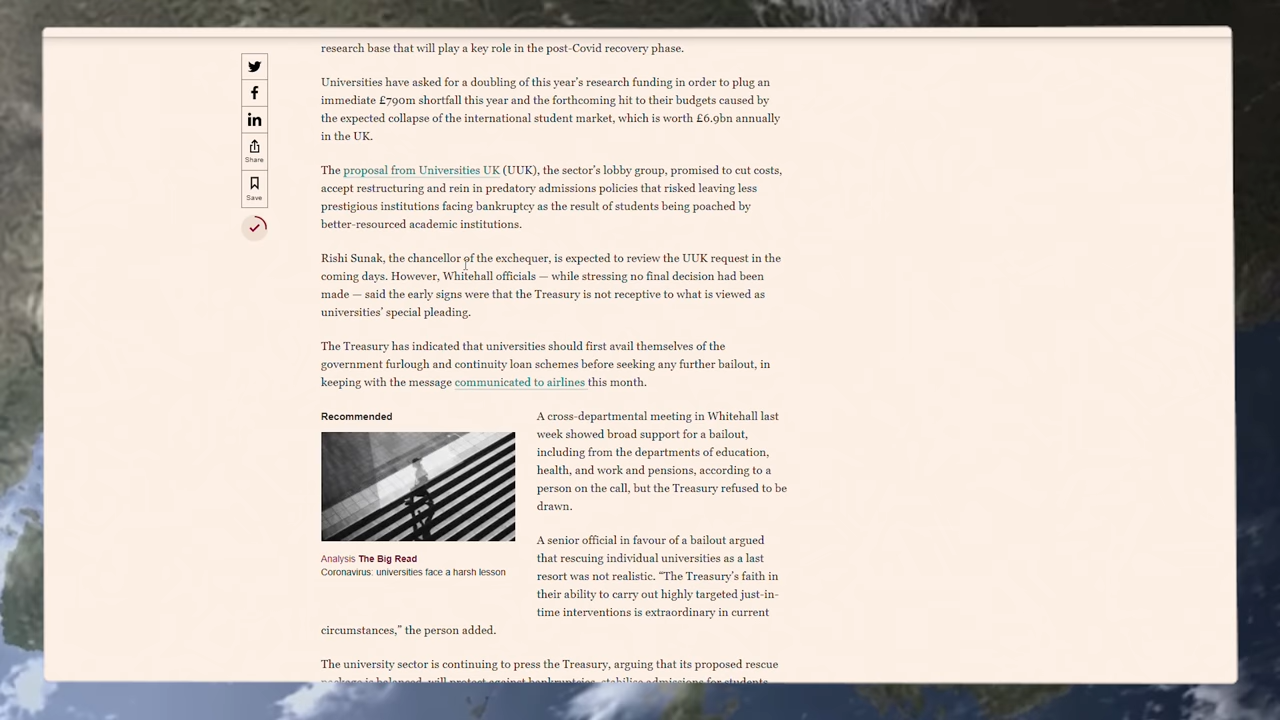 research base that will play a key role in the post-Covid recovery phase.
Universities have asked for a doubling of this year's research funding in order to plug an
immediate £790m shortfall this year and the forthcoming hit to their budgets caused by
the expected collapse of the international student market, which is worth £6.9bn annually
in the UK.
Share
Save
The proposal from Universities UK (UUK), the sector's lobby group, promised to cut costs,
accept restructuring and rein in predatory admissions policies that risked leaving less
prestigious institutions facing bankruptcy as the result of students being poached by
better-resourced academic institutions.
Rishi Sunak, the chancellor of the exchequer, is expected to review the UUK request in the
coming days. However, Whitehall officials — while stressing no final decision had been
made — said the early signs were that the Treasury is not receptive to what is viewed as
universities' special pleading.
The Treasury has indicated that universities should first avail themselves of the
government furlough and continuity loan schemes before seeking any further bailout, in
keeping with the message communicated to airlines this month.
Recommended
Analysis The Big Read
Coronavirus: universities face a harsh lesson
A cross-departmental meeting in Whitehall last
week showed broad support for a bailout,
including from the departments of education,
health, and work and pensions, according to a
person on the call, but the Treasury refused to be
drawn.
A senior official in favour of a bailout argued
that rescuing individual universities as a last
resort was not realistic. “The Treasury's faith in
their ability to carry out highly targeted just-in-
time interventions is extraordinary in current
circumstances,” the person added.
The university sector is continuing to press the Treasury, arguing that its proposed rescue
package is balanced, will protect against bankruptcies, stabilise admissions for students